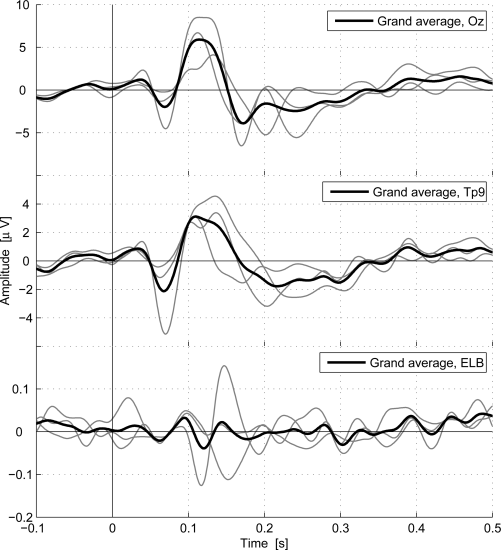 10
Grand average, Oz
5
0
−5
Grand average, Tp9
4
2
0
−2
−4
Amplitude [μ V]
Grand average, ELB
0.1
0
−0.1
−0.2
−0.1 0 0.1 0.2 0.3 0.4 0.5
Time [s]